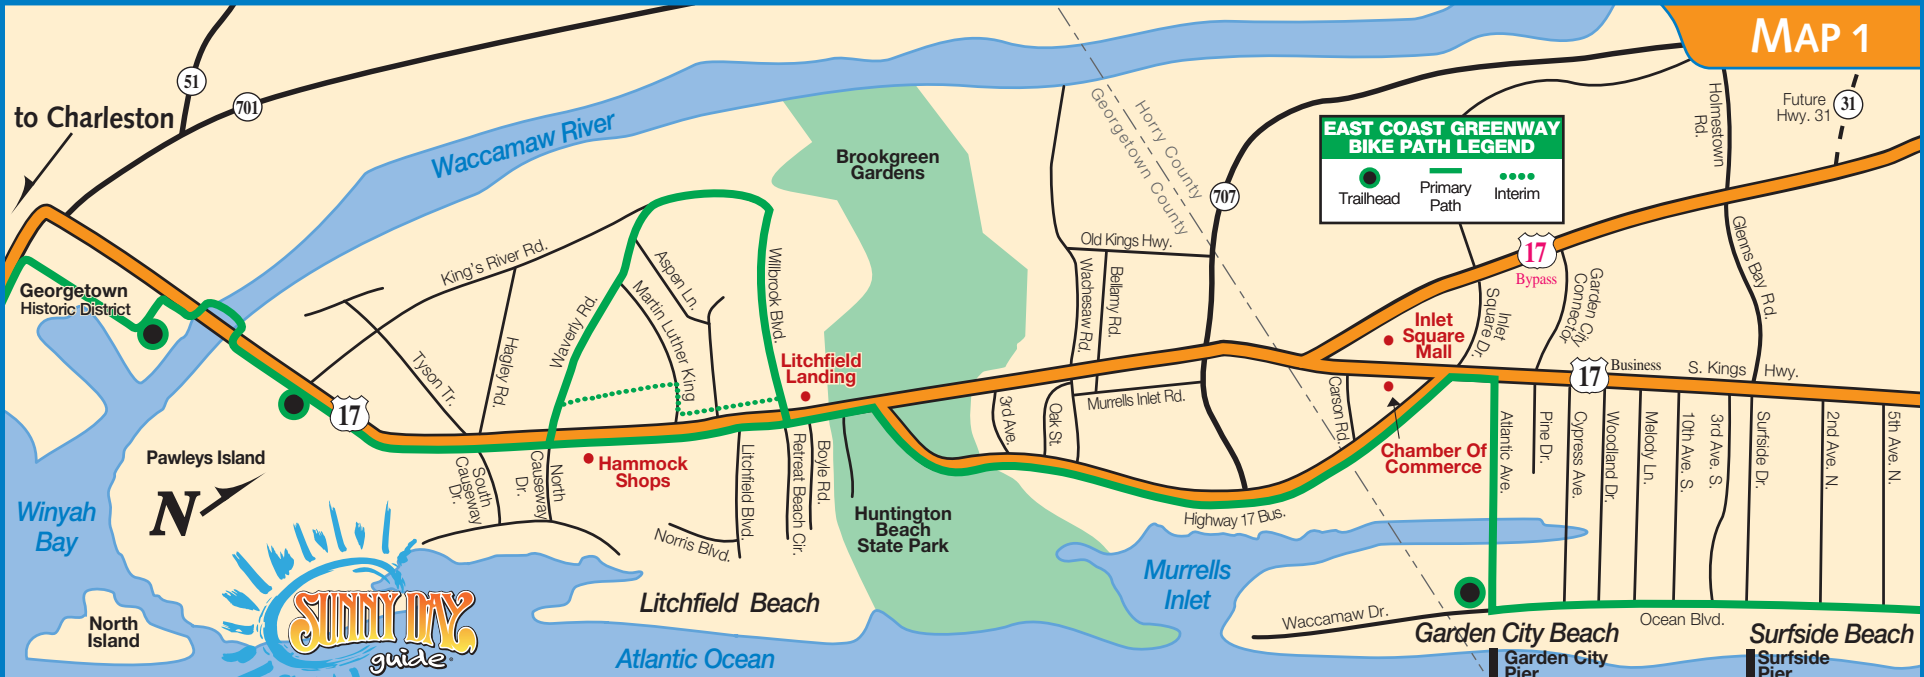 MAP 1
51
701
to Charleston
Waccamaw River
Brookgreen
Gardens
Horry County
Georgetown County
707
EAST COAST GREENWAY
BIKE PATH LEGEND
Trailhead
Primary
Path
Interim
Holmestown
Rd.
Future
Hwy. 31
31
Georgetown
Historic District
King's River Rd.
Aspen Ln.
Martin Luther King
Waverly Rd.
Willbrook Blvd.
Tyson Tr.
Hagley Rd.
Litchfield
Landing
Old Kings Hwy.
Wachesaw Rd.
Bellamy Rd.
17
Bypass
Inlet
Square Dr.
Garden City
Connector
Glenns Bay Rd.
Inlet
Square
Mall
17
Business
S. Kings Hwy.
17
3rd Ave.
Oak St.
Murrells Inlet Rd.
Carson Rd.
Chamber Of
Commerce
Atlantic Ave.
Pine Dr.
Cypress Ave.
Woodland Dr.
Melody Ln.
10th Ave. S.
3rd Ave. S.
Surfside Dr.
2nd Ave. N.
5th Ave. N.
Pawleys Island
N
South
Causeway
Dr.
North
Causeway
Dr.
Hammock
Shops
Litchfield Blvd.
Retreat Beach Cir.
Boyle Rd.
Norris Blvd.
Huntington
Beach
State Park
Highway 17 Bus.
Winyah
Bay
Murrells
Inlet
North
Island
SUNNY DAY
guide
Litchfield Beach
Atlantic Ocean
Waccamaw Dr.
Ocean Blvd.
Garden City Beach
Surfside Beach
Garden City
Pier
Surfside
Pier